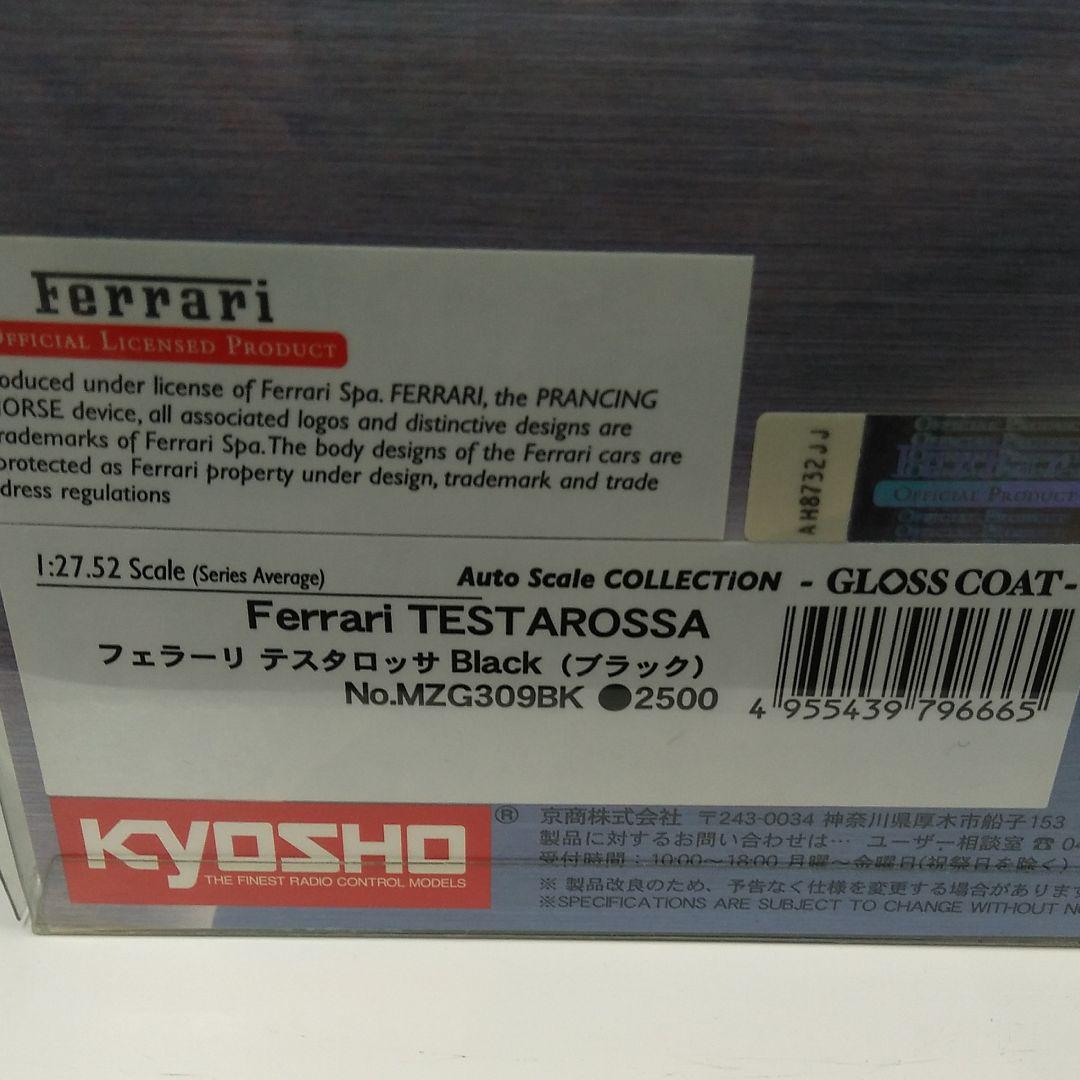 Ferrari
OFFICIAL LICENSED PRODUCT
oduced under license of Ferrari Spa. FERRARI, the PRANCING
HORSE device, all associated logos and distinctive designs are
rademarks of Ferrari Spa. The body designs of the Ferrari cars are
protected as Ferrari property under design, trademark and trade
dress regulations
AH8732JJ
OFFICIAL PRODUCT
1:27.52 Scale (Series Average)
Auto Scale COLLECTION - GLOSS COAT-
Ferrari TESTAROSSA
フェラーリ テスタロッサ Black (ブラック)
No.MZG309BK ●2500
4 955439 796665
KYOSHO ®
THE FINEST RADIO CONTROL MODELS
京商株式会社 〒243-0034 神奈川県厚木市船子153
製品に対するお問い合わせは… ユーザー相談室 ☎04
受付時間：10:00～18:00 月曜～金曜日(祝祭日を除く)
※ 製品改良のため、予告なく仕様を変更する場合があります
※SPECIFICATIONS ARE SUBJECT TO CHANGE WITHOUT